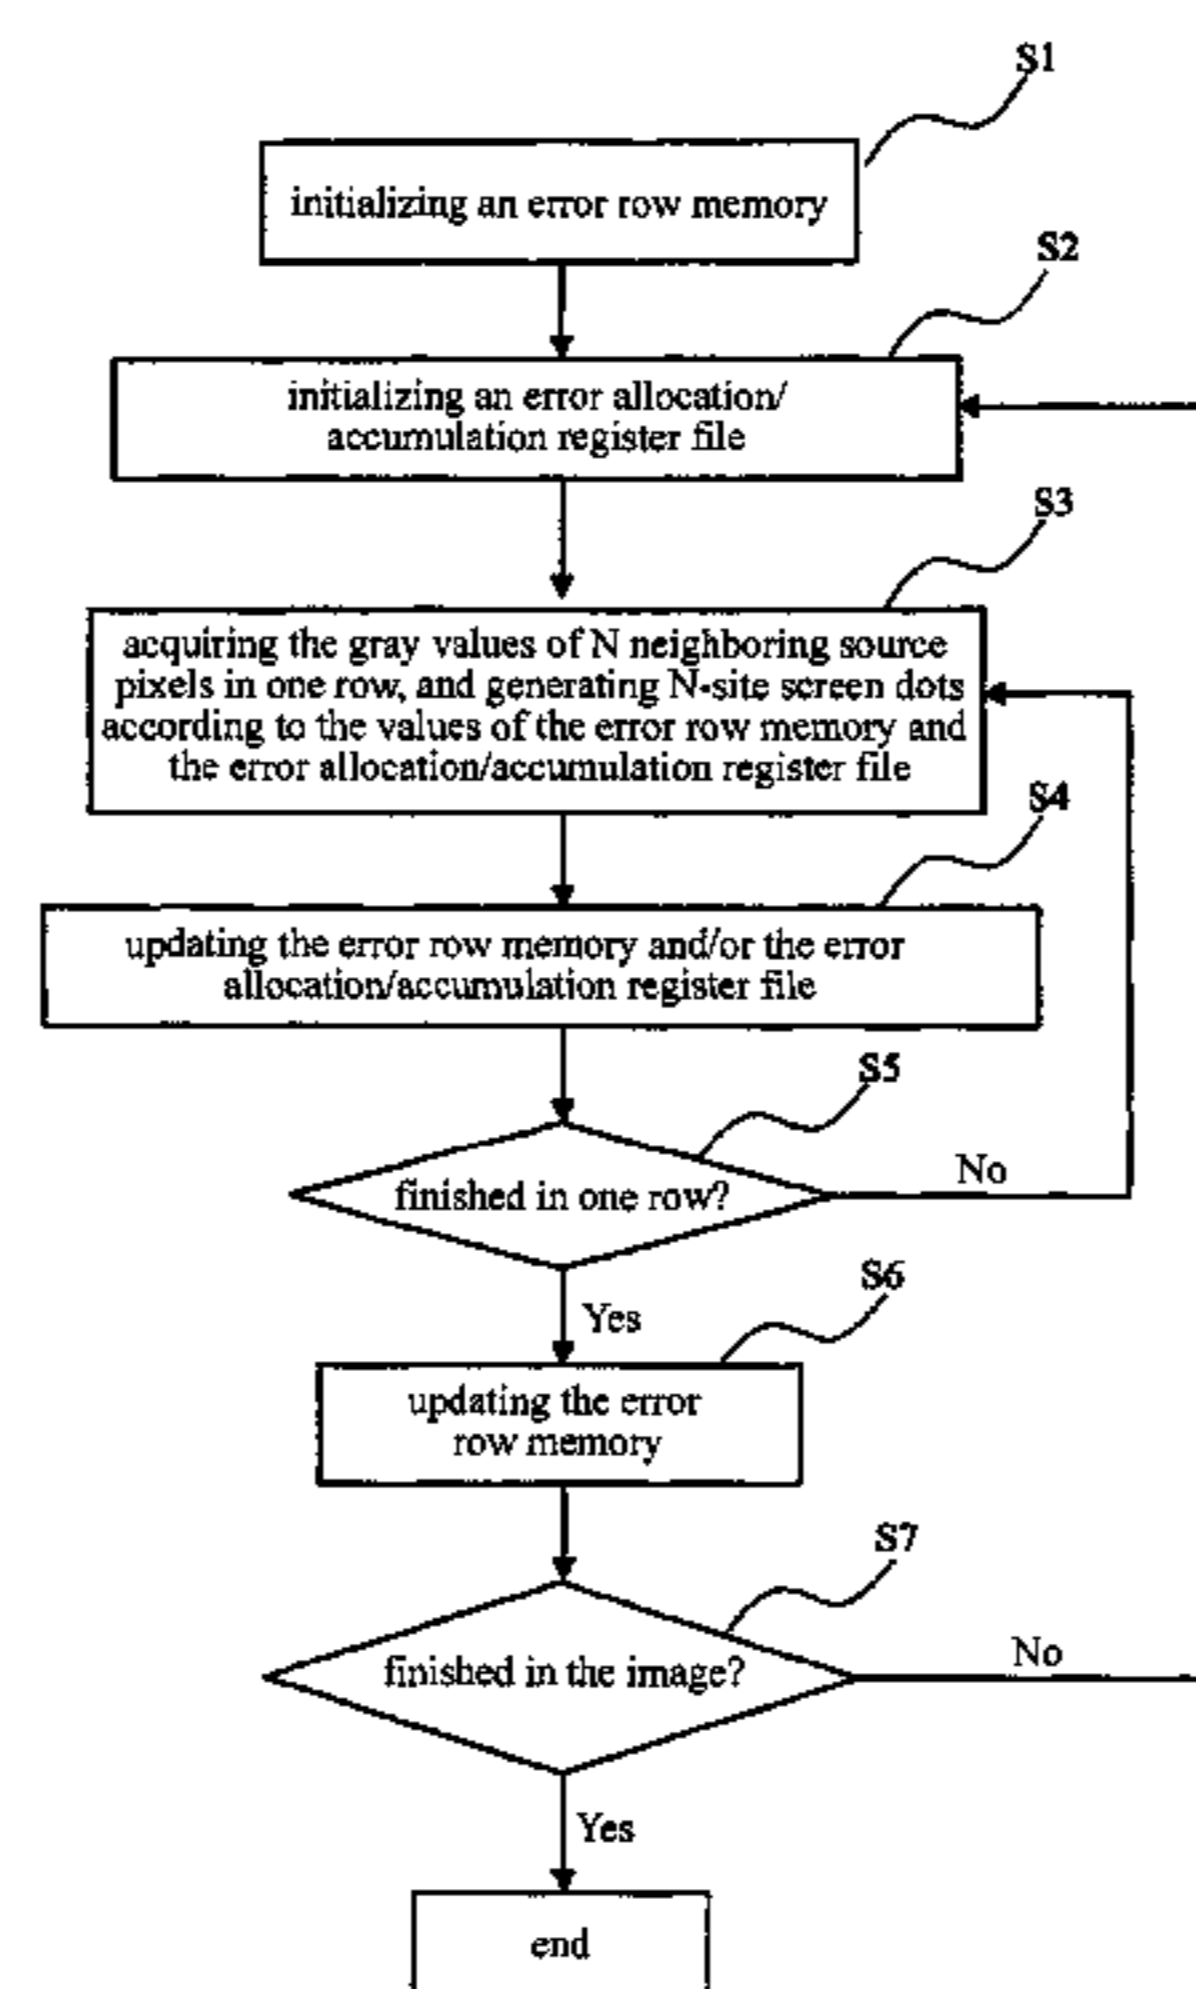 S1
initializing an error row memory
S2
initializing an error allocation/
accumulation register file
S3
acquiring the gray values of N neighboring source
pixels in one row, and generating N-site screen dots
according to the values of the error row memory and
the error allocation/accumulation register file
S4
updating the error row memory and/or the error
allocation/accumulation register file
S5
finished in one row?
No
Yes
S6
updating the error
row memory
S7
finished in the image?
No
Yes
end